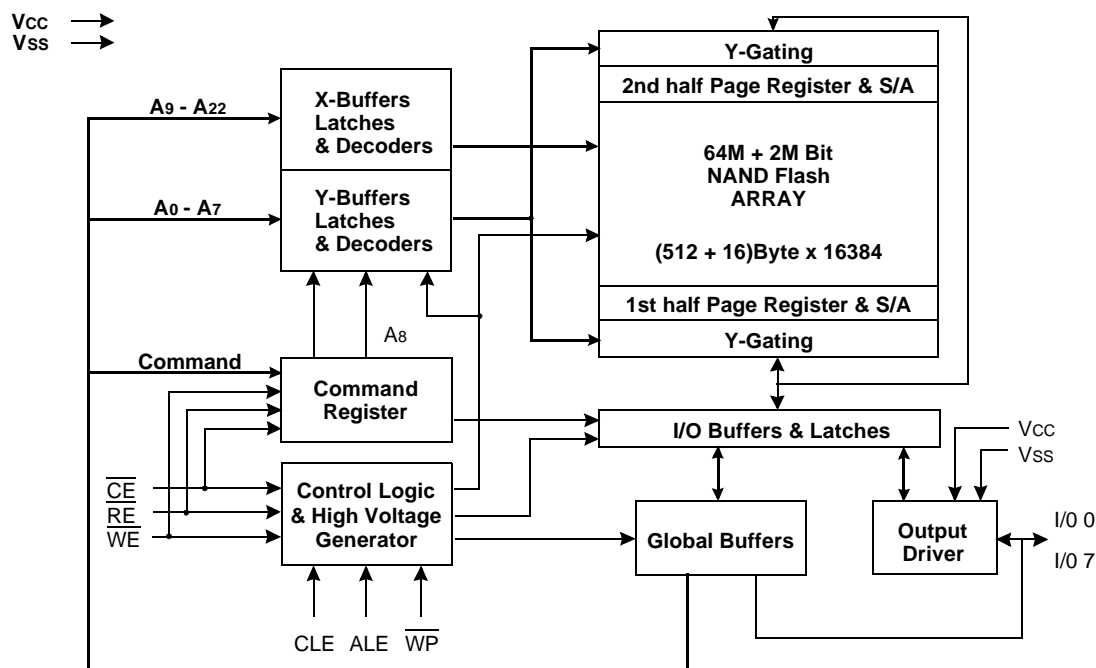 VCC
VSS
A9 - A22
X-Buffers
Latches
& Decoders
A0 - A7
Y-Buffers
Latches
& Decoders
Y-Gating
2nd half Page Register & S/A
64M + 2M Bit
NAND Flash
ARRAY
(512 + 16)Byte x 16384
1st half Page Register & S/A
Y-Gating
A8
Command
Command
Register
I/O Buffers & Latches
VCC
VSS
CE
RE
WE
Control Logic
& High Voltage
Generator
Global Buffers
Output
Driver
I/0 0
I/0 7
CLE ALE WP